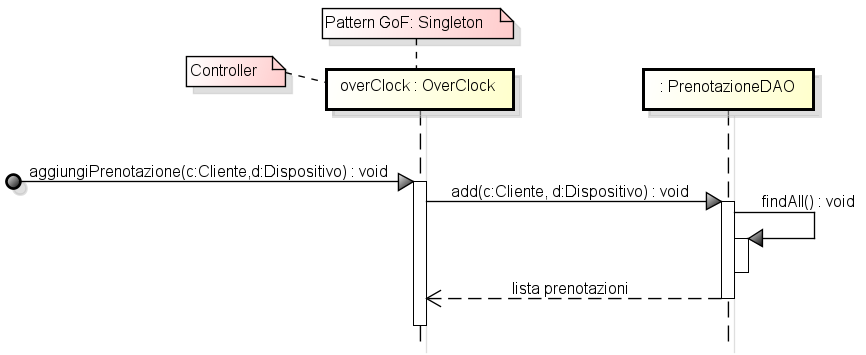 Pattern GoF: Singleton
Controller
overClock : OverClock
: PrenotazioneDAO
aggiungiPrenotazione(c:Cliente,d:Dispositivo) : void
add(c:Cliente, d:Dispositivo) : void
findAll() : void
lista prenotazioni